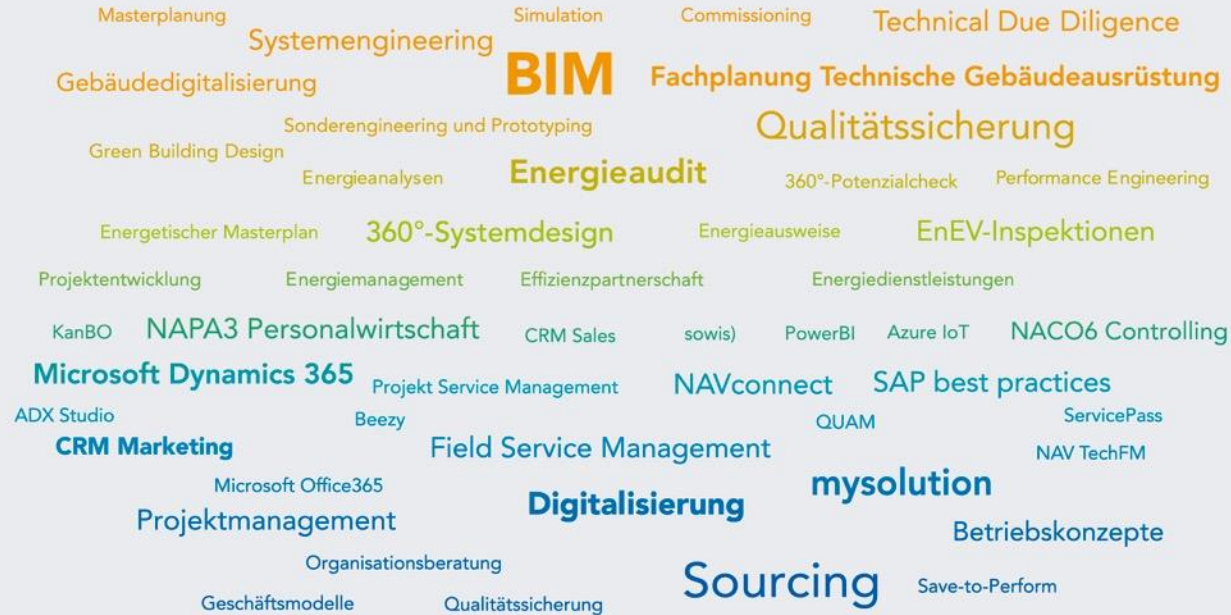 Masterplanung Simulation Commissioning Technical Due Diligence
Systemengineering
BIM Fachplanung Technische Gebäudeausrüstung
Gebäudedigitalisierung
Sonderengineering und Prototyping Qualitätssicherung
Green Building Design
Energieanalysen Energieaudit 360°-Potenzialcheck Performance Engineering
Energetischer Masterplan 360°-Systemdesign Energieausweise EnEV-Inspektionen
Projektentwicklung Energiemanagement Effizienzpartnerschaft Energiedienstleistungen
KanBO NAPA3 Personalwirtschaft CRM Sales sowis) PowerBI Azure IoT NACO6 Controlling
Microsoft Dynamics 365 Projekt Service Management NAVconnect SAP best practices
ADX Studio Beezy QUAM ServicePass
CRM Marketing Field Service Management NAV TechFM
Microsoft Office365 mysolution
Projektmanagement Digitalisierung Betriebskonzepte
Organisationsberatung
Sourcing Save-to-Perform
Geschäftsmodelle Qualitätssicherung